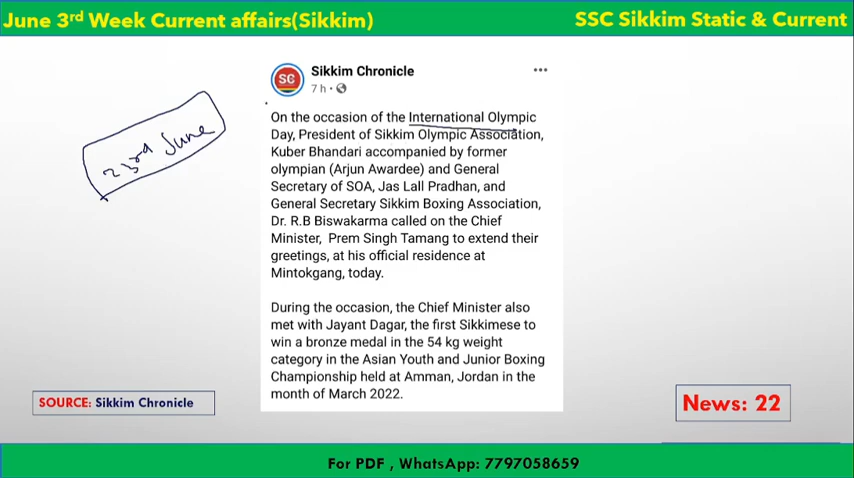 June 3rd Week Current affairs(Sikkim)
SSC Sikkim Static & Current
SC
Sikkim Chronicle
7 h
23rd June
On the occasion of the International Olympic
Day, President of Sikkim Olympic Association,
Kuber Bhandari accompanied by former
olympian (Arjun Awardee) and General
Secretary of SOA, Jas Lall Pradhan, and
General Secretary Sikkim Boxing Association,
Dr. R.B Biswakarma called on the Chief
Minister, Prem Singh Tamang to extend their
greetings, at his official residence at
Mintokgang, today.
During the occasion, the Chief Minister also
met with Jayant Dagar, the first Sikkimese to
win a bronze medal in the 54 kg weight
category in the Asian Youth and Junior Boxing
Championship held at Amman, Jordan in the
month of March 2022.
SOURCE: Sikkim Chronicle
News: 22
For PDF , WhatsApp: 7797058659